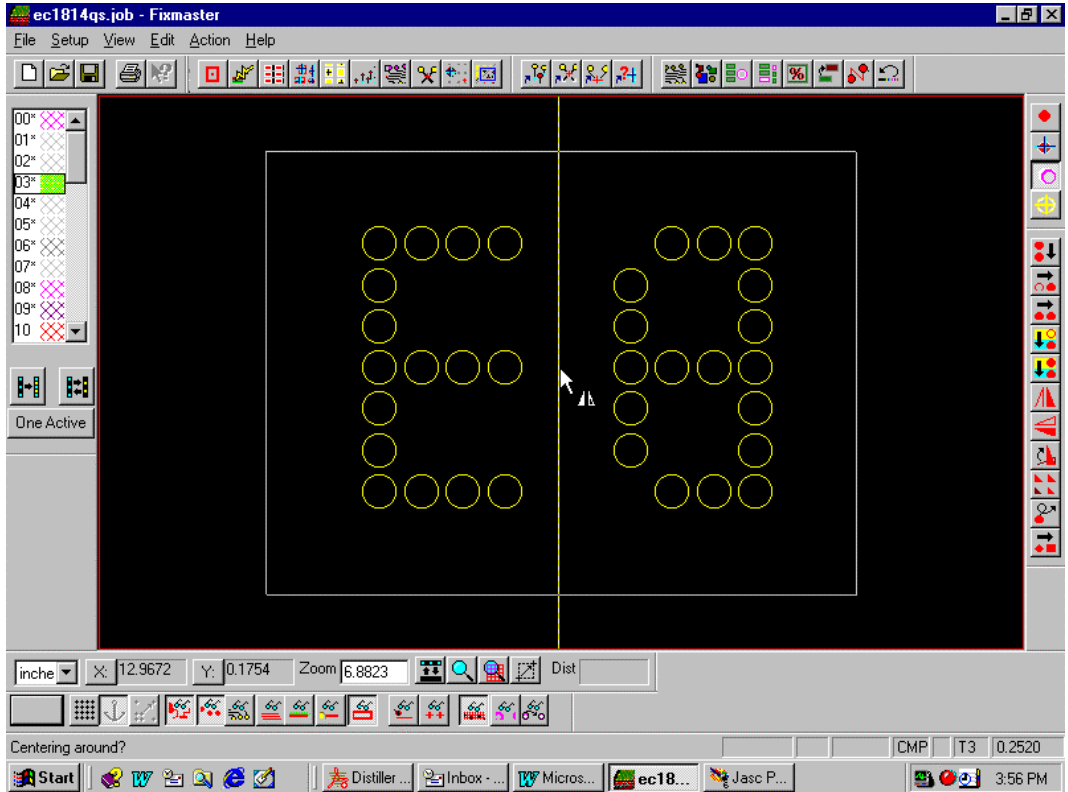 ec1814qs.job - Fixmaster
File Setup View Edit Action Help
00*
01*
02*
03*
04*
05*
06*
07*
08*
09*
10
One Active
inche X: 12.9672 Y: 0.1754 Zoom 6.8823 Dist
Centering around? CMP T3 0.2520
Start Distiller ... Inbox - ... Micros... ec18... Jasc P... 3:56 PM